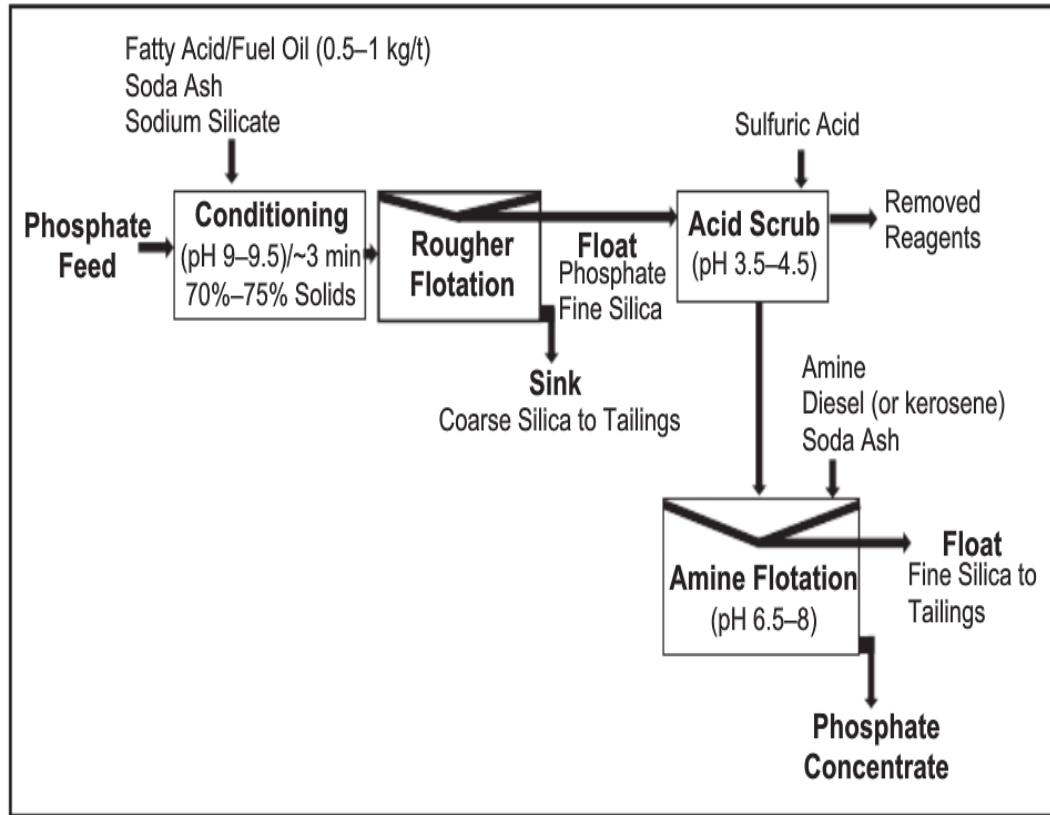 Fatty Acid/Fuel Oil (0.5–1 kg/t)
Soda Ash
Sodium Silicate
Sulfuric Acid
Phosphate
Feed
Conditioning
(pH 9–9.5)/~3 min
70%–75% Solids
Rougher
Flotation
Float
Phosphate
Fine Silica
Acid Scrub
(pH 3.5–4.5)
Removed
Reagents
Sink
Coarse Silica to Tailings
Amine
Diesel (or kerosene)
Soda Ash
Amine Flotation
(pH 6.5–8)
Float
Fine Silica to
Tailings
Phosphate
Concentrate